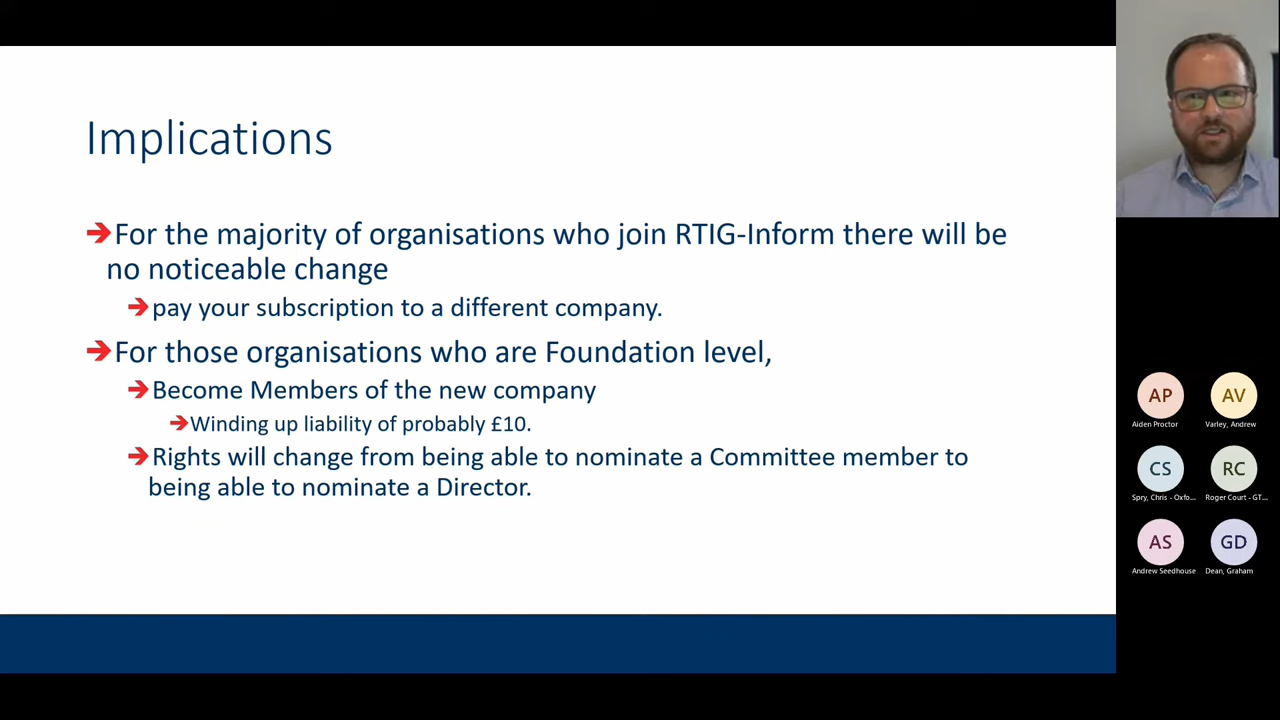 Implications
➔For the majority of organisations who join RTIG-Inform there will be
no noticeable change
➔pay your subscription to a different company.
➔For those organisations who are Foundation level,
➔Become Members of the new company
➔Winding up liability of probably £10.
➔Rights will change from being able to nominate a Committee member to
being able to nominate a Director.
AP AV
Aiden Proctor Varley, Andrew
CS RC
Spry, Chris - Oxfo... Roger Court - GT...
AS GD
Andrew Seedhouse Dean, Graham